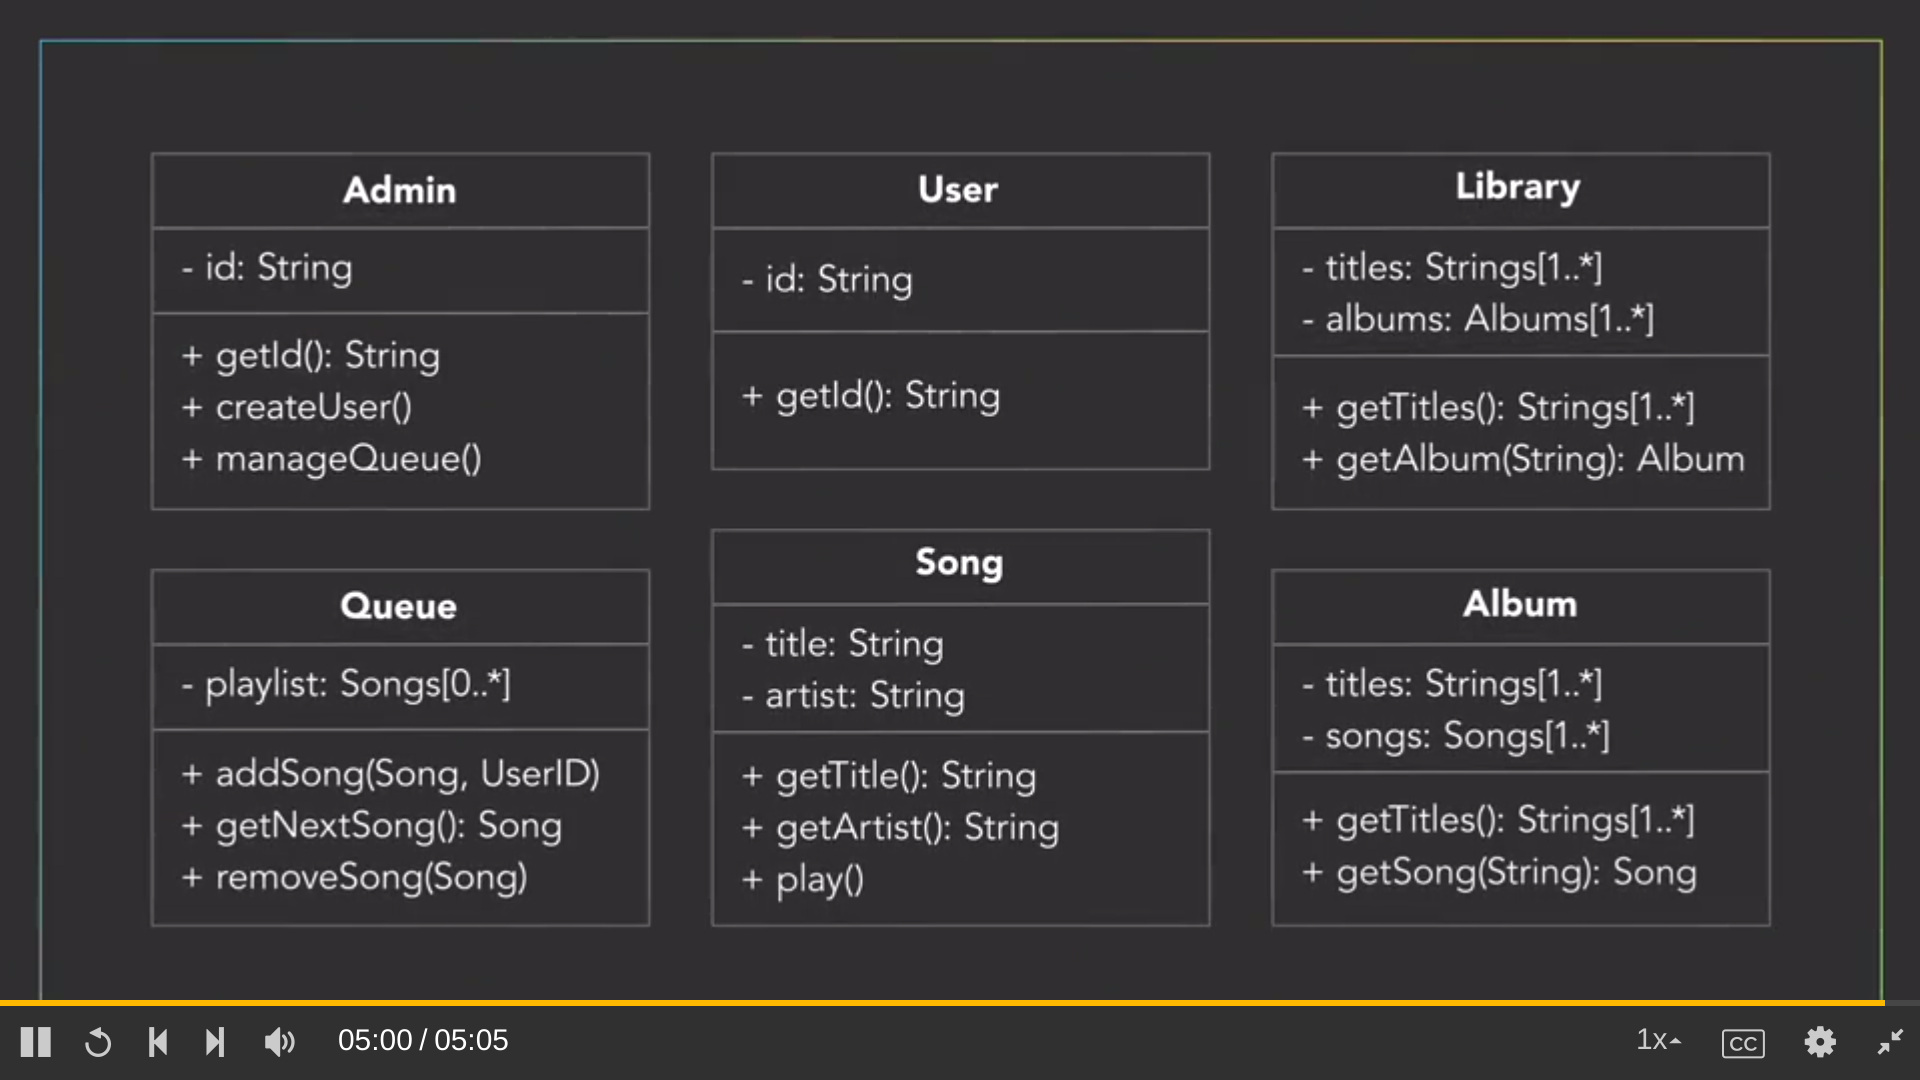 Admin
- id: String
+ getId(): String
+ createUser()
+ manageQueue()
User
- id: String
+ getId(): String
Library
- titles: Strings[1..*]
- albums: Albums[1..*]
+ getTitles(): Strings[1..*]
+ getAlbum(String): Album
Queue
- playlist: Songs[0..*]
+ addSong(Song, UserID)
+ getNextSong(): Song
+ removeSong(Song)
Song
- title: String
- artist: String
+ getTitle(): String
+ getArtist(): String
+ play()
Album
- titles: Strings[1..*]
- songs: Songs[1..*]
+ getTitles(): Strings[1..*]
+ getSong(String): Song
05:00 / 05:05
1x
CC